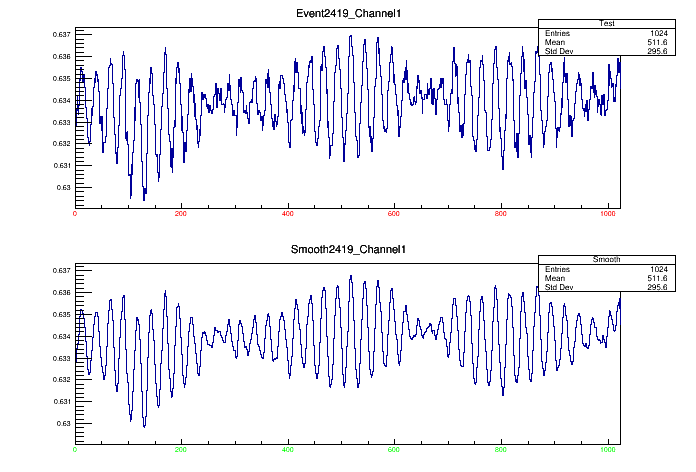 Event2419_Channel1
Test
Entries 1024
Mean 511.6
Std Dev 295.6
0.637
0.636
0.635
0.634
0.633
0.632
0.631
0.63
0 200 400 600 800 1000
Smooth2419_Channel1
Smooth
Entries 1024
Mean 511.6
Std Dev 295.6
0.637
0.636
0.635
0.634
0.633
0.632
0.631
0.63
0 200 400 600 800 1000